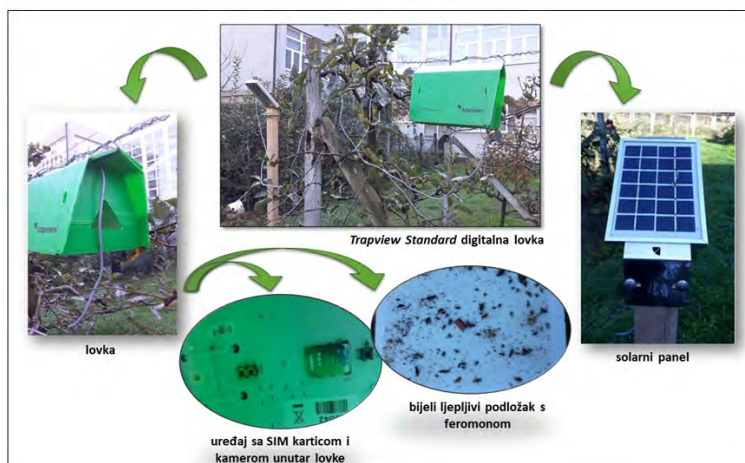 Trapview Standard digitalna lovka
lovka
solarni panel
bijeli ljepljivi podložak s
feromonom
uređaj sa SIM karticom i
kamerom unutar lovke